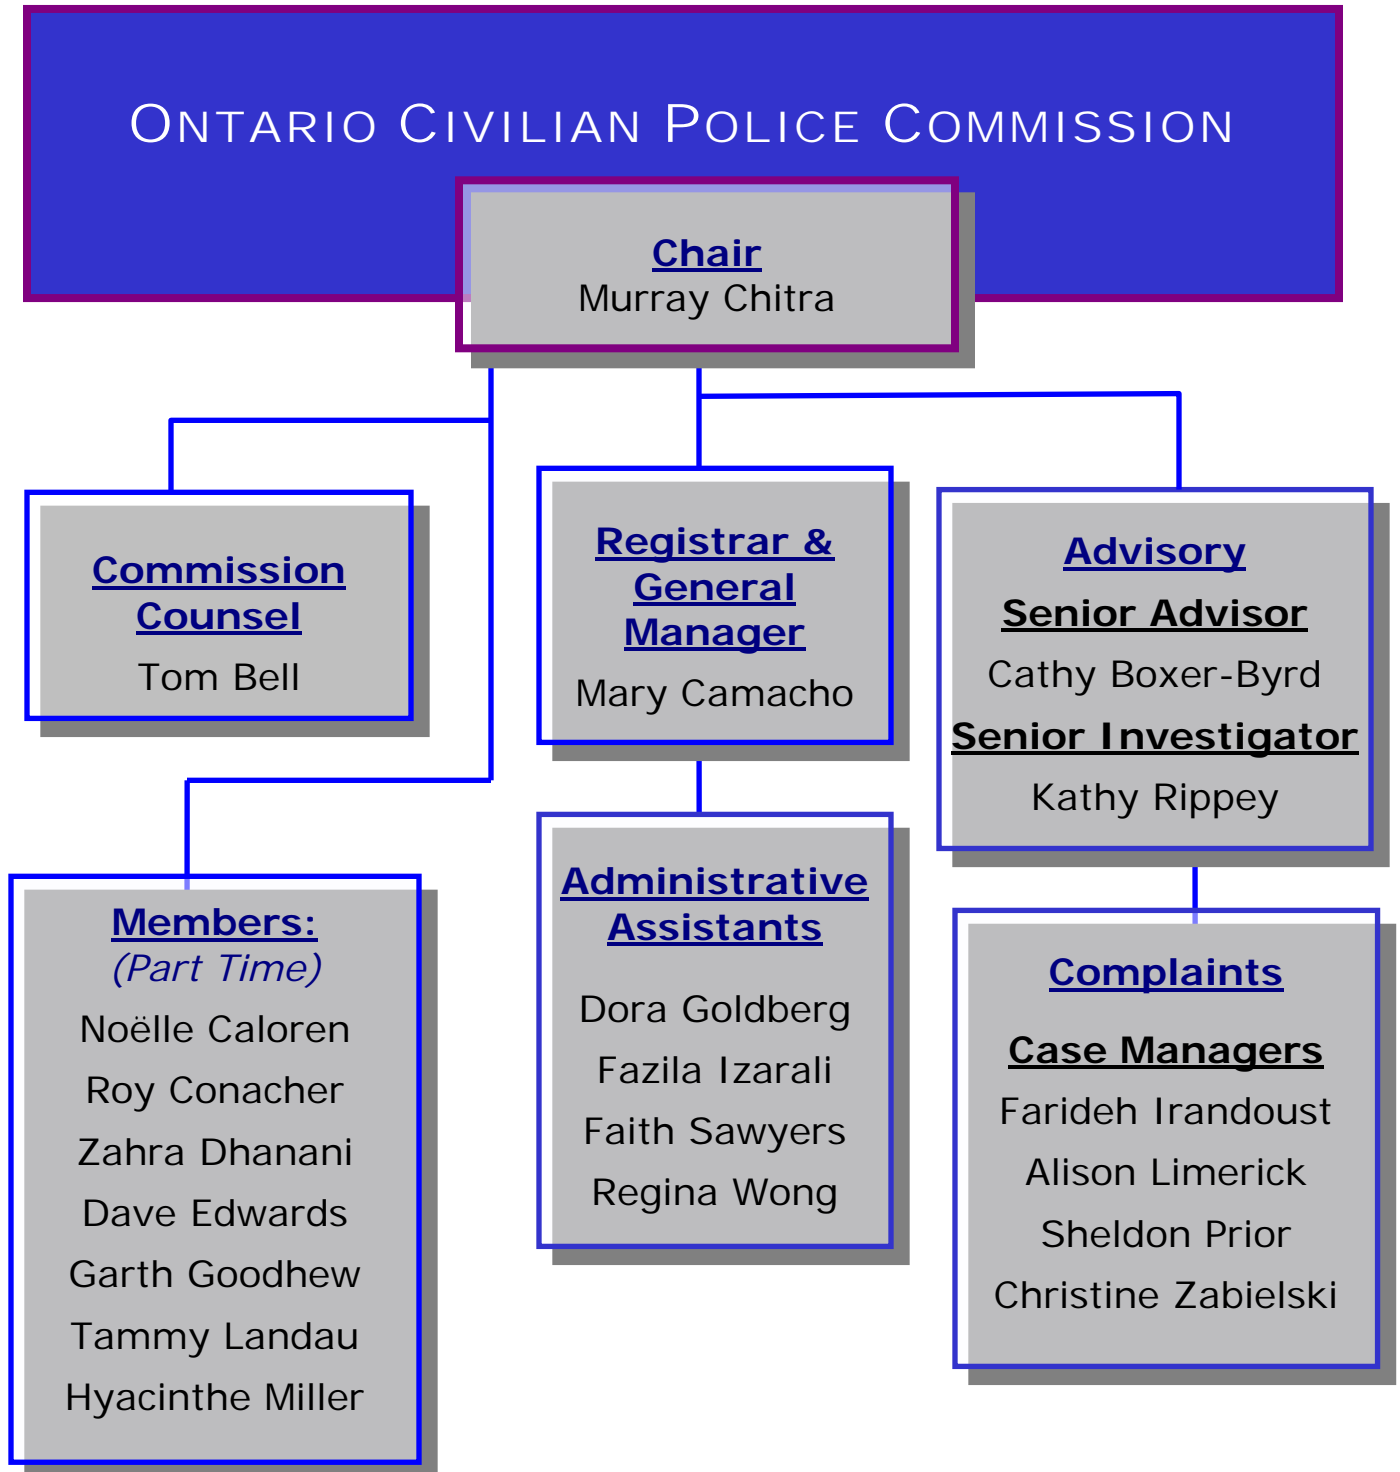 ONTARIO CIVILIAN POLICE COMMISSION
Chair
Murray Chitra
Commission
Counsel
Tom Bell
Registrar &
General
Manager
Mary Camacho
Advisory
Senior Advisor
Cathy Boxer-Byrd
Senior Investigator
Kathy Rippey
Members:
(Part Time)
Noëlle Caloren
Roy Conacher
Zahra Dhanani
Dave Edwards
Garth Goodhew
Tammy Landau
Hyacinthe Miller
Administrative
Assistants
Dora Goldberg
Fazila Izarali
Faith Sawyers
Regina Wong
Complaints
Case Managers
Farideh Irandoust
Alison Limerick
Sheldon Prior
Christine Zabielski